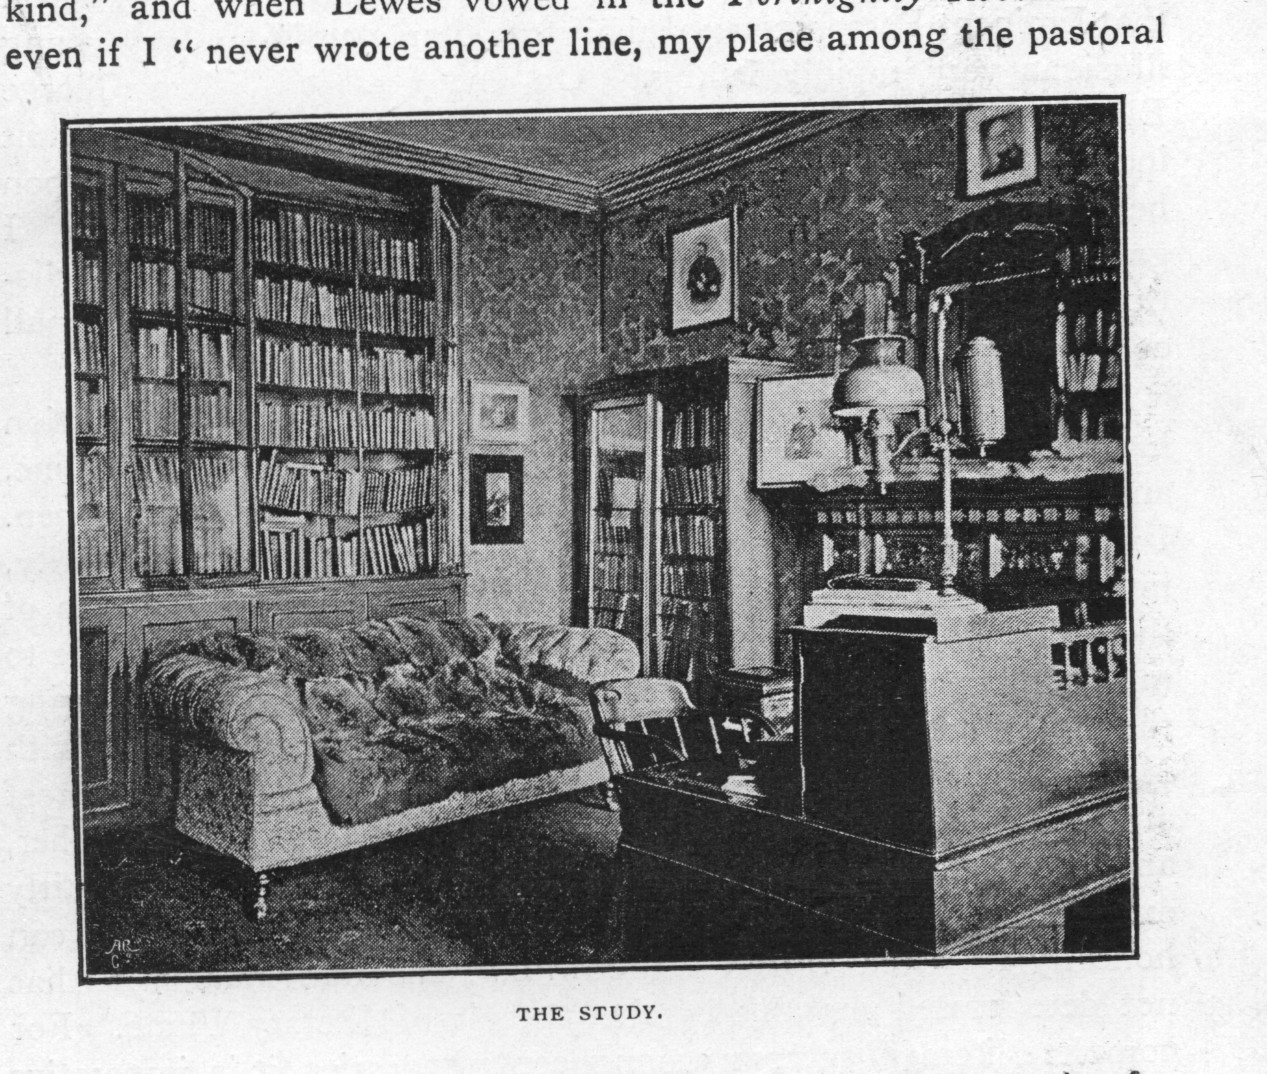 kind," and when Lewes vowed in the Fortnightly
even if I " never wrote another line, my place among the pastoral
THE STUDY.